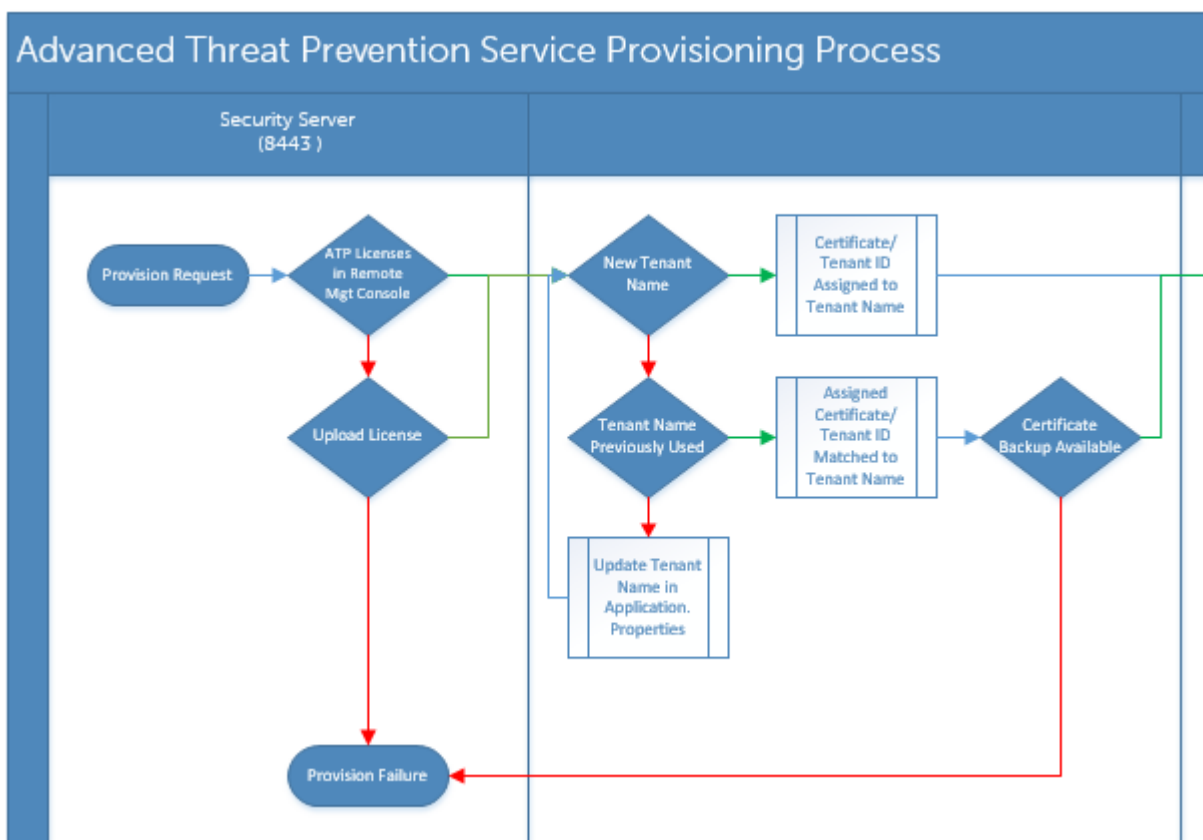 Advanced Threat Prevention Service Provisioning Process
Security Server
(8443 )
Provision Request
ATP Licenses
in Remote
Mgt Console
New Tenant
Name
Certificate/
Tenant ID
Assigned to
Tenant Name
Upload License
Tenant Name
Previously Used
Assigned
Certificate/
Tenant ID
Matched to
Tenant Name
Certificate
Backup Available
Update Tenant
Name in
Application.
Properties
Provision Failure